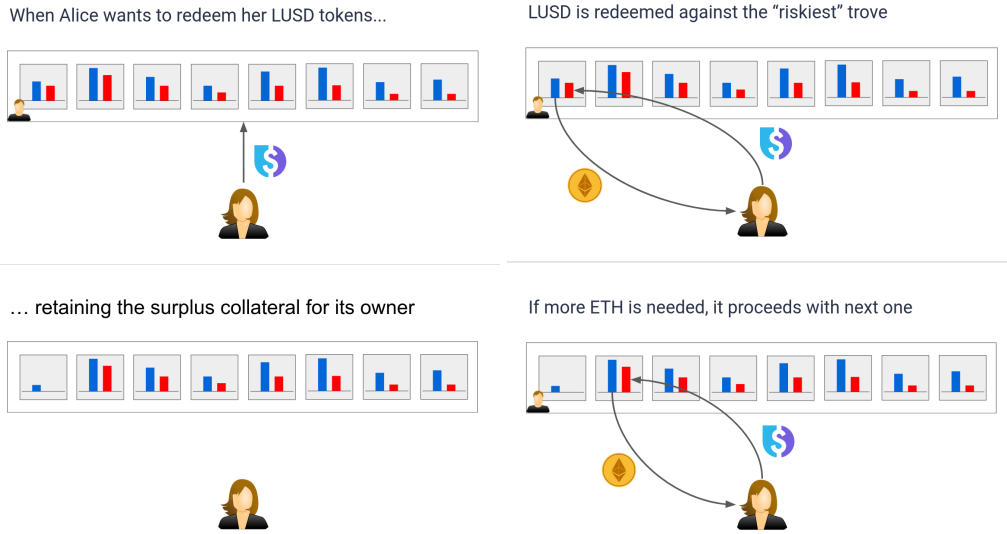 When Alice wants to redeem her LUSD tokens...
LUSD is redeemed against the “riskiest” trove
… retaining the surplus collateral for its owner
If more ETH is needed, it proceeds with next one